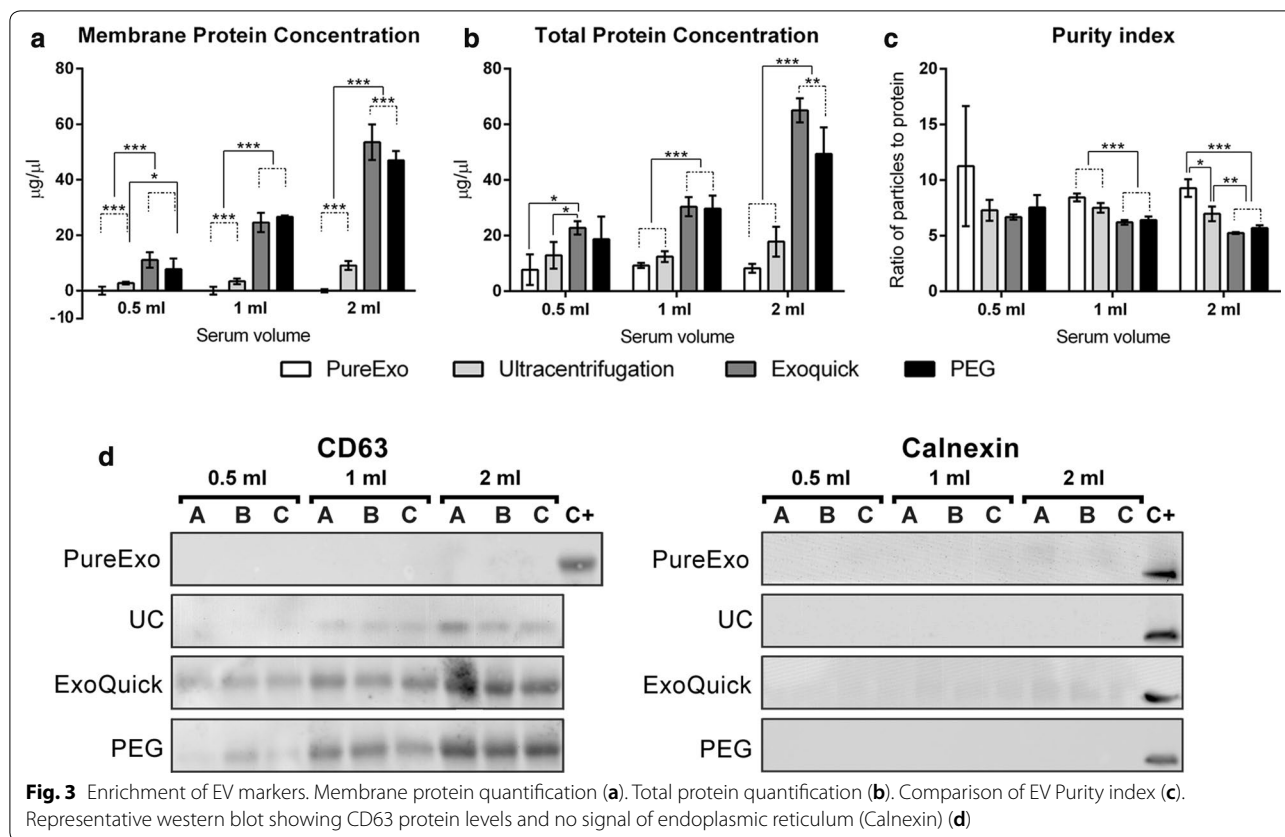 a Membrane Protein Concentration
80
60
40
20
0
-10
µg/µl
***
***
*
***
***
***
***
***
0.5 ml 1 ml 2 ml
Serum volume
b Total Protein Concentration
80
60
40
20
0
µg/µl
*
*
***
***
**
0.5 ml 1 ml 2 ml
Serum volume
c Purity index
20
15
10
5
0
Ratio of particles to protein
***
***
*
**
0.5 ml 1 ml 2 ml
Serum volume
PureExo Ultracentrifugation Exoquick PEG
d CD63
0.5 ml 1 ml 2 ml
A B C A B C A B C C+
PureExo
UC
ExoQuick
PEG
Calnexin
0.5 ml 1 ml 2 ml
A B C A B C A B C C+
PureExo
UC
ExoQuick
PEG
Fig. 3 Enrichment of EV markers. Membrane protein quantification (a). Total protein quantification (b). Comparison of EV Purity index (c).
Representative western blot showing CD63 protein levels and no signal of endoplasmic reticulum (Calnexin) (d)